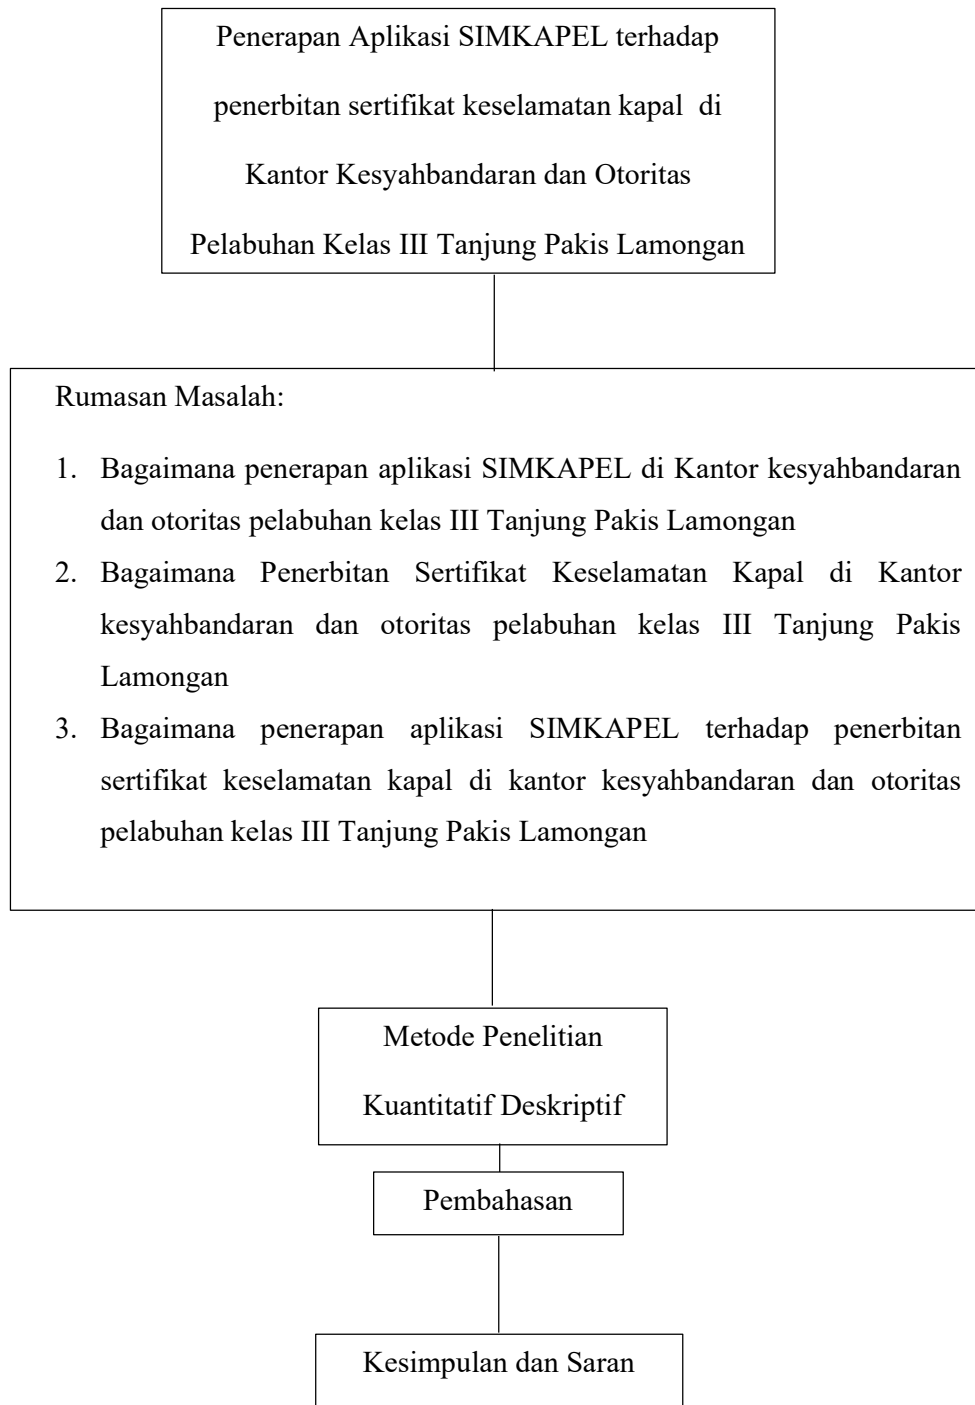 Penerapan Aplikasi SIMKAPEL terhadap
penerbitan sertifikat keselamatan kapal di
Kantor Kesyahbandaran dan Otoritas
Pelabuhan Kelas III Tanjung Pakis Lamongan
Rumasan Masalah:
1. Bagaimana penerapan aplikasi SIMKAPEL di Kantor kesyahbandaran
dan otoritas pelabuhan kelas III Tanjung Pakis Lamongan
2. Bagaimana Penerbitan Sertifikat Keselamatan Kapal di Kantor
kesyahbandaran dan otoritas pelabuhan kelas III Tanjung Pakis
Lamongan
3. Bagaimana penerapan aplikasi SIMKAPEL terhadap penerbitan
sertifikat keselamatan kapal di kantor kesyahbandaran dan otoritas
pelabuhan kelas III Tanjung Pakis Lamongan
Metode Penelitian
Kuantitatif Deskriptif
Pembahasan
Kesimpulan dan Saran